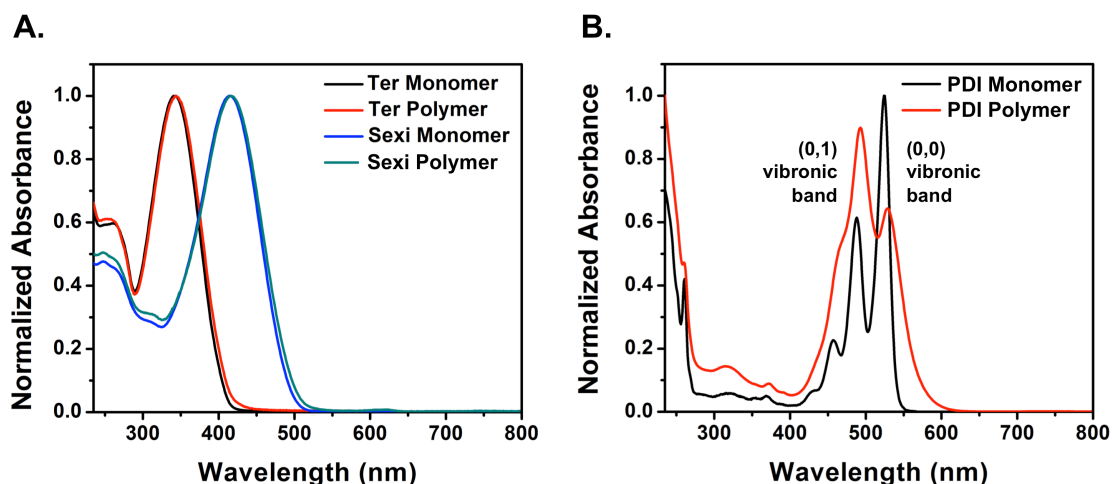 A.
Normalized Absorbance
1.0
0.8
0.6
0.4
0.2
0.0
Ter Monomer
Ter Polymer
Sexi Monomer
Sexi Polymer
300 400 500 600 700 800
Wavelength (nm)
B.
Normalized Absorbance
1.0
0.8
0.6
0.4
0.2
0.0
PDI Monomer
PDI Polymer
(0,1)
vibronic
band
(0,0)
vibronic
band
300 400 500 600 700 800
Wavelength (nm)